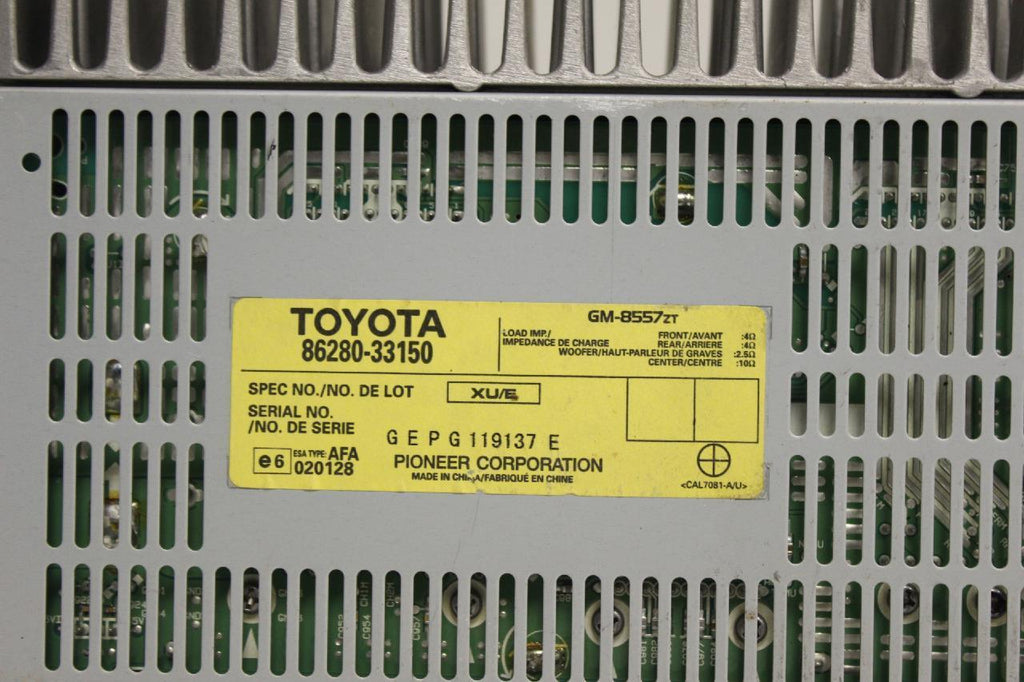 TOYOTA
86280-33150
GM-8557ZT
LOAD IMP./
IMPEDANCE DE CHARGE
FRONT/AVANT :4Ω
REAR/ARRIERE :4Ω
WOOFER/HAUT-PARLEUR DE GRAVES :2.5Ω
CENTER/CENTRE :10Ω
SPEC NO./NO. DE LOT XU/E
SERIAL NO.
/NO. DE SERIE
GEPG119137 E
e6 ESA TYPE: AFA
020128
PIONEER CORPORATION
MADE IN CHINA/FABRIQUÉ EN CHINE
<CAL7081-A/U>